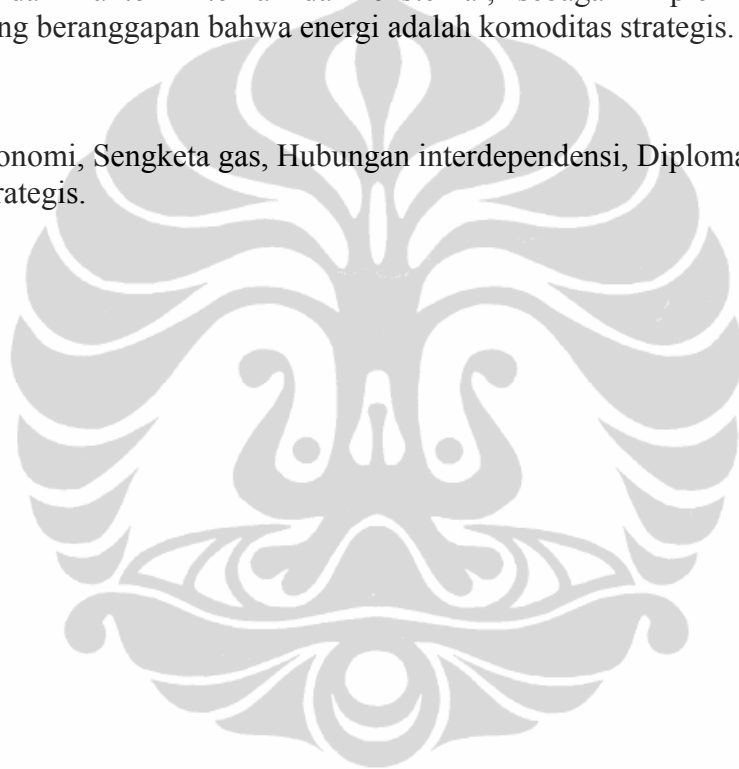 ng beranggapan bahwa energi adalah komoditas strategis.
onomi, Sengketa gas, Hubungan interdependensi, Diploma
rategis.